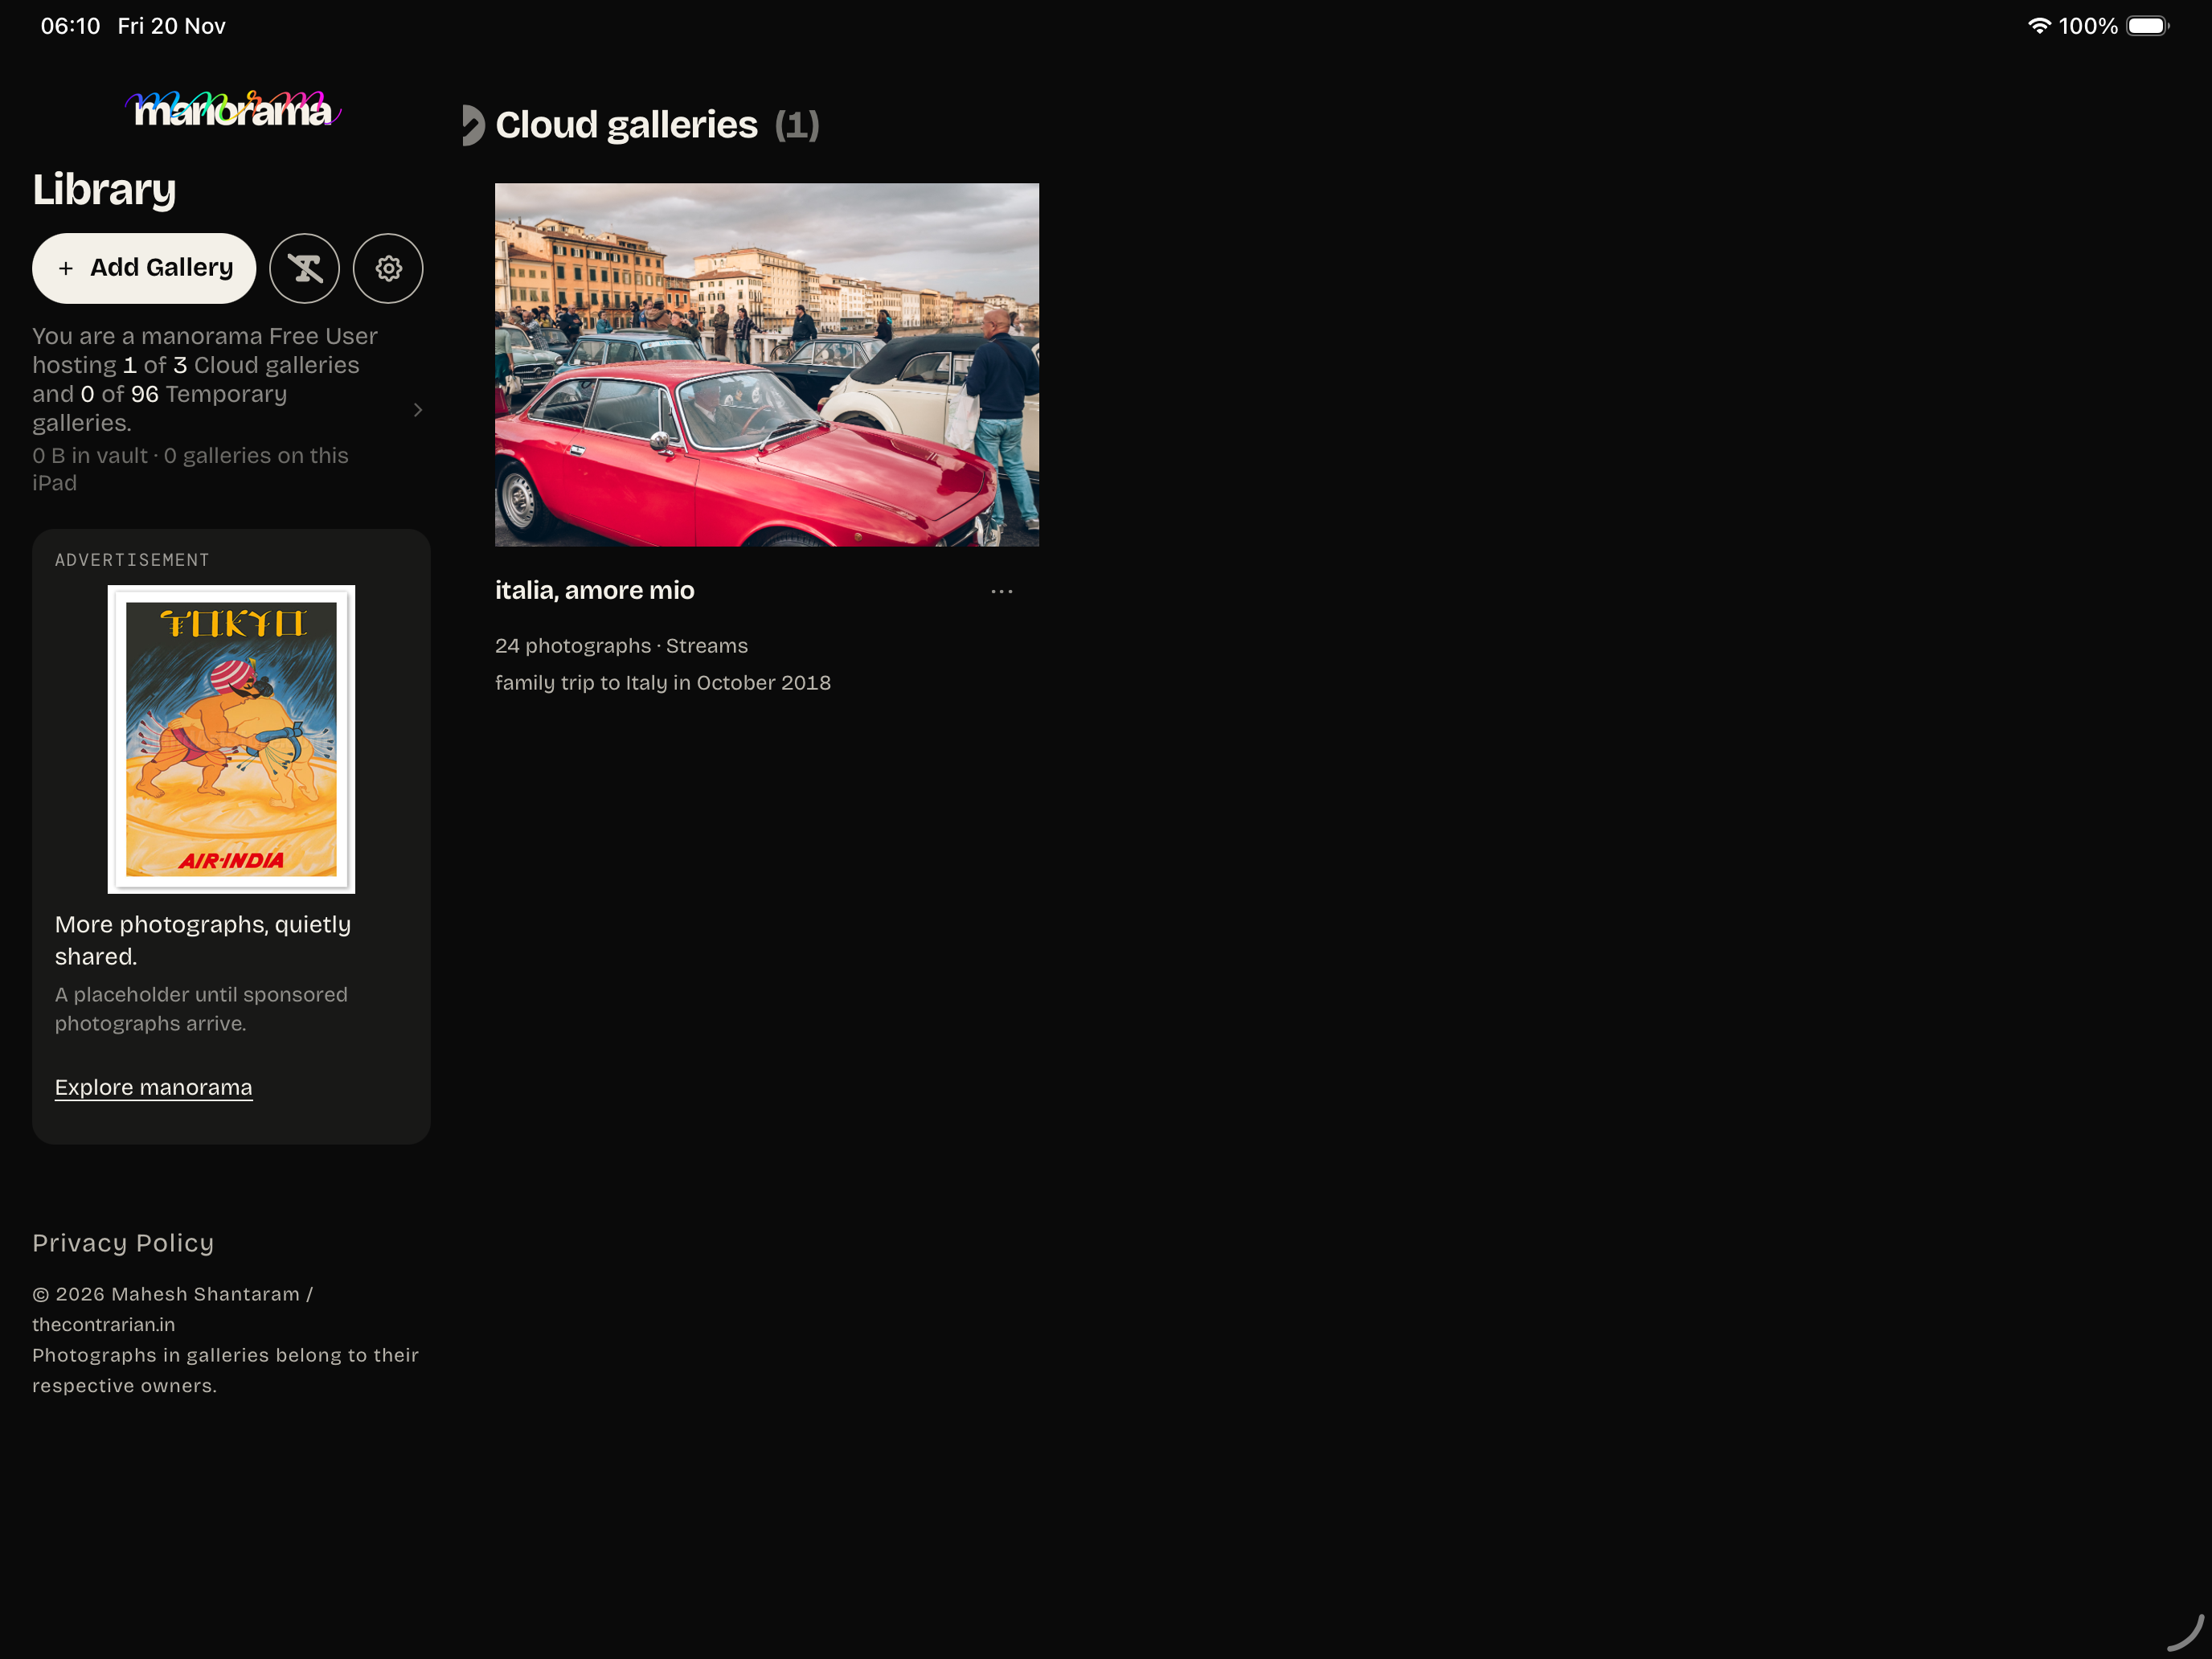 06:10 Fri 20 Nov
100%
manorama
Library
+ Add Gallery
You are a manorama Free User
hosting 1 of 3 Cloud galleries
and 0 of 96 Temporary
galleries.
0 B in vault · 0 galleries on this
iPad
ADVERTISEMENT
TOKYO
AIR-INDIA
More photographs, quietly
shared.
A placeholder until sponsored
photographs arrive.
Explore manorama
Privacy Policy
© 2026 Mahesh Shantaram /
thecontrarian.in
Photographs in galleries belong to their
respective owners.
Cloud galleries (1)
italia, amore mio
24 photographs · Streams
family trip to Italy in October 2018